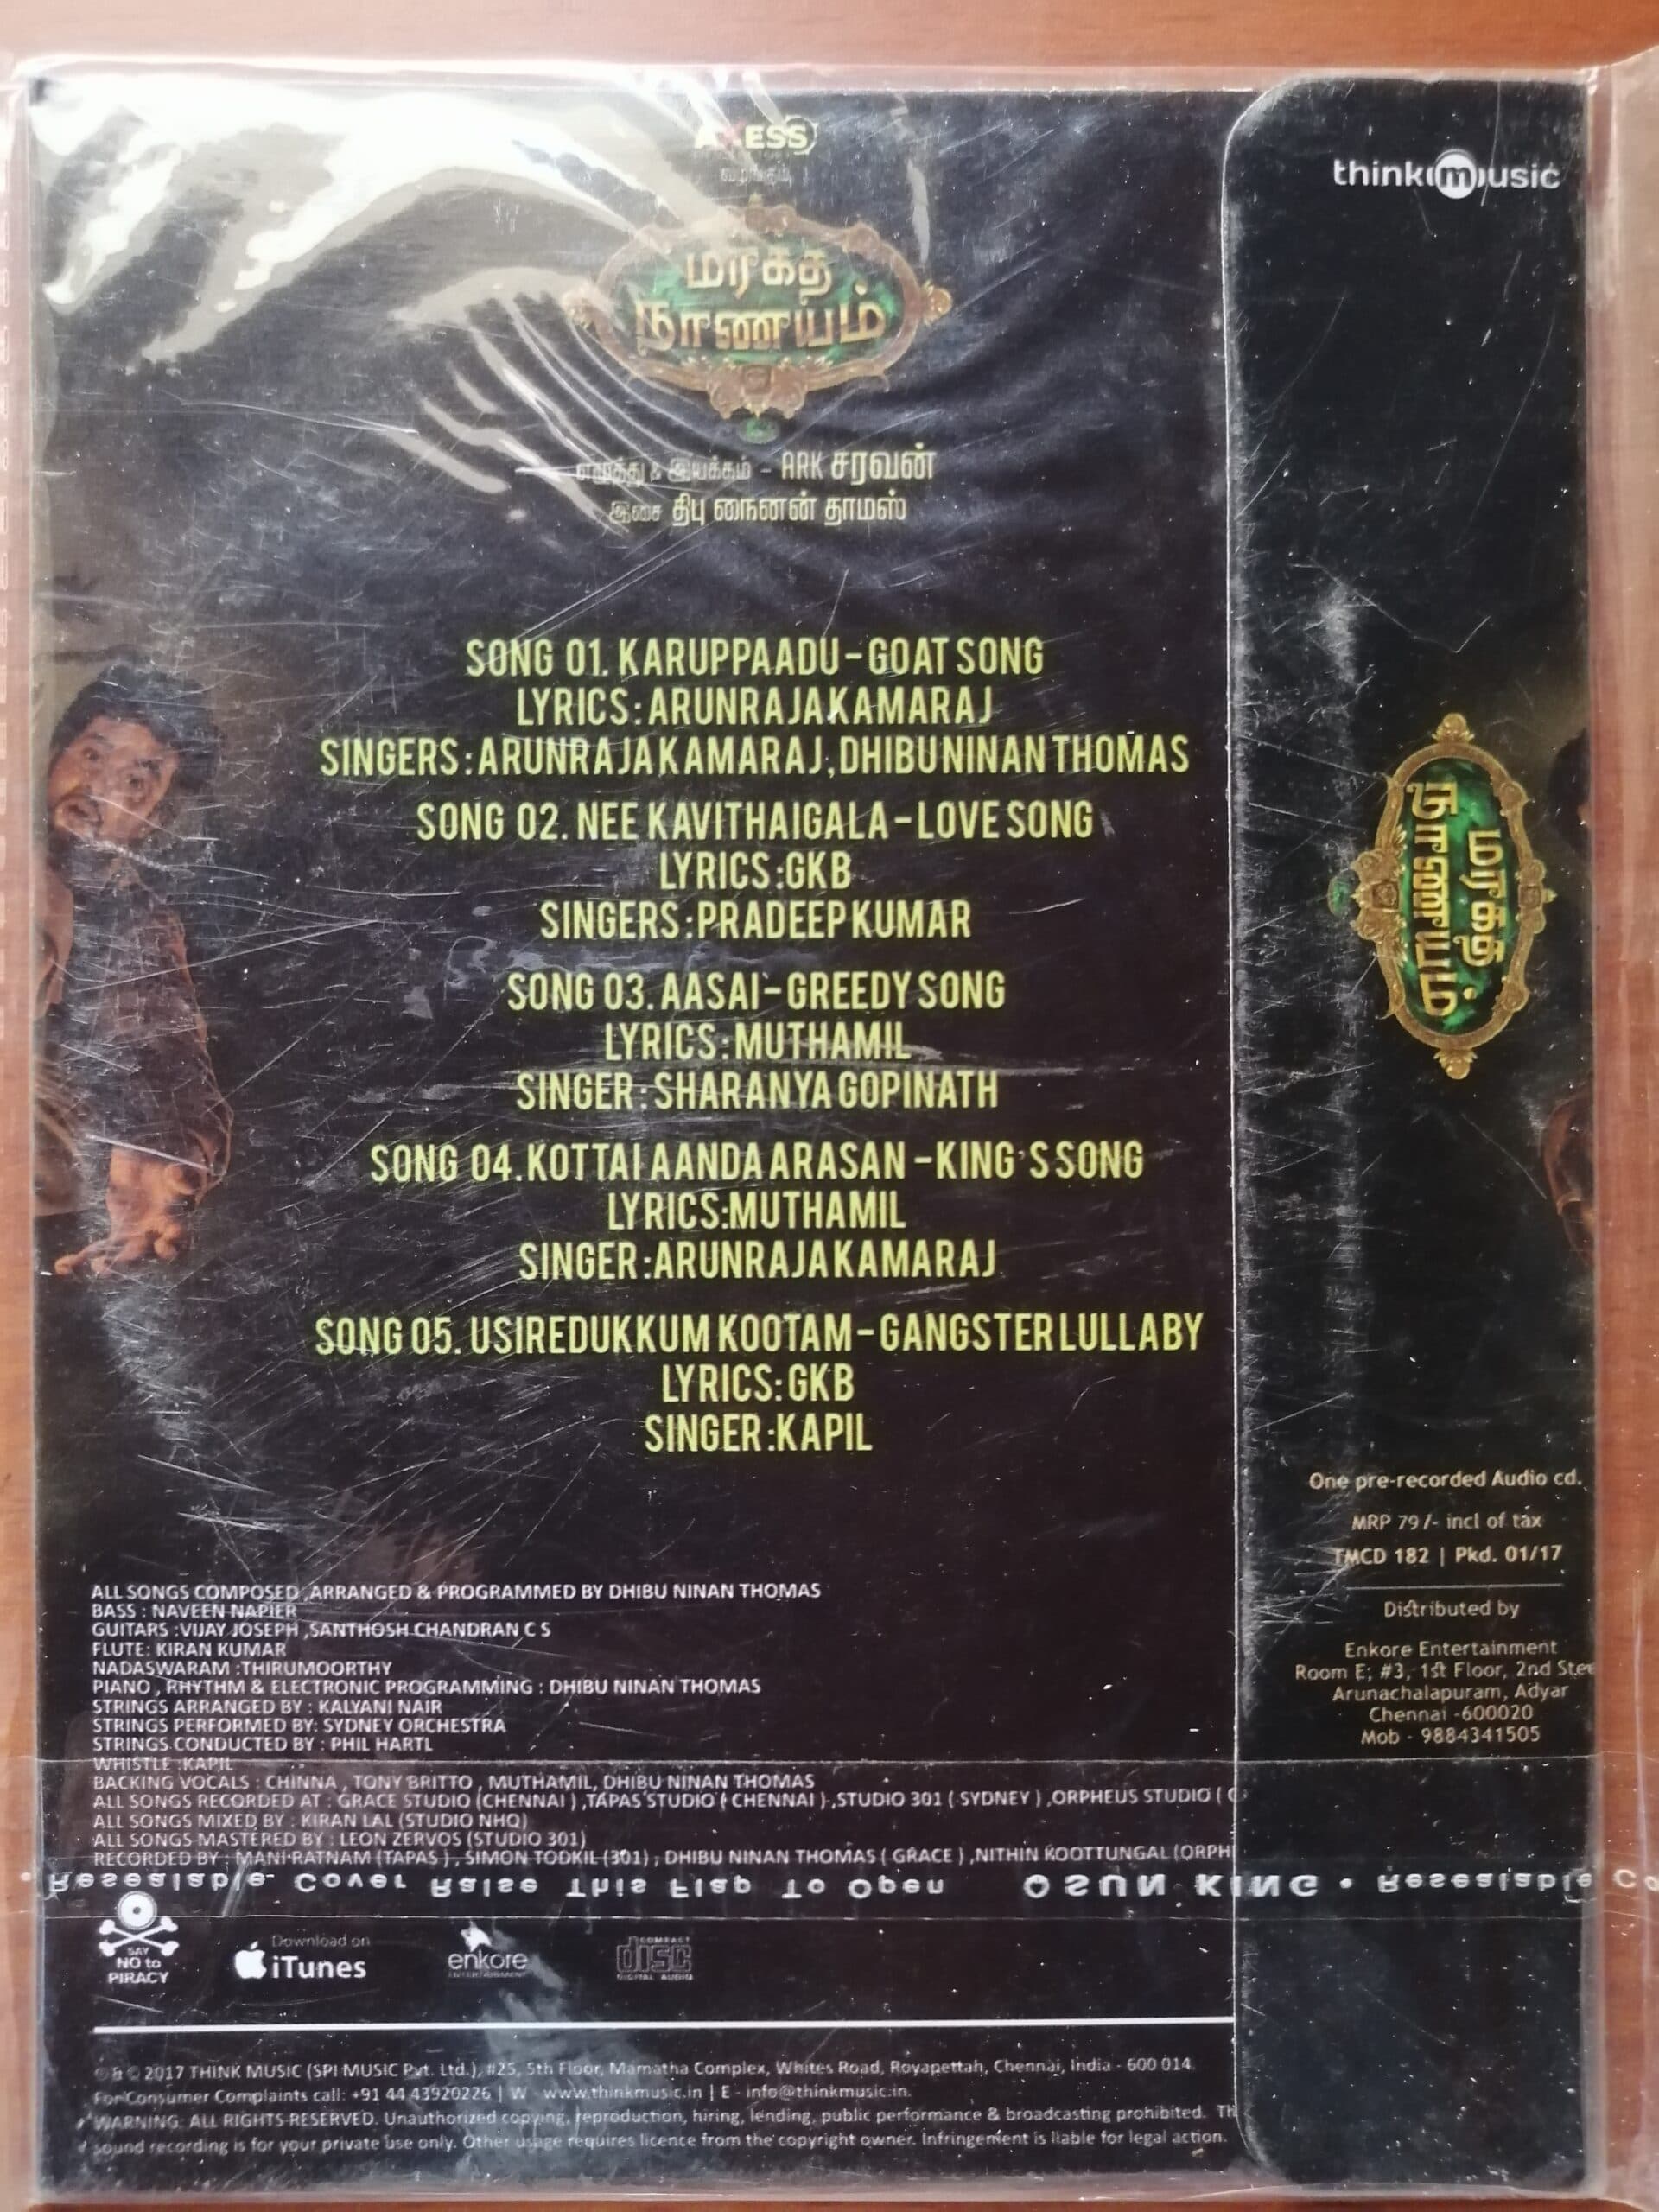 AXESS
வழங்கும்
மரகத
நாணயம்
எழுத்து & இயக்கம் - ARK சரவன்
இசை திபு நைனன் தாமஸ்
SONG 01. KARUPPAADU - GOAT SONG
LYRICS : ARUNRAJAKAMARAJ
SINGERS : ARUNRAJAKAMARAJ, DHIBU NINAN THOMAS
SONG 02. NEE KAVITHAIGALA - LOVE SONG
LYRICS :GKB
SINGERS : PRADEEP KUMAR
SONG 03. AASAI - GREEDY SONG
LYRICS : MUTHAMIL
SINGER : SHARANYA GOPINATH
SONG 04. KOTTAI AANDA ARASAN - KING'S SONG
LYRICS:MUTHAMIL
SINGER :ARUNRAJAKAMARAJ
SONG 05. USIREDUKKUM KOOTAM - GANGSTER LULLABY
LYRICS: GKB
SINGER :KAPIL
ALL SONGS COMPOSED ,ARRANGED & PROGRAMMED BY DHIBU NINAN THOMAS
BASS : NAVEEN NAPIER
GUITARS :VIJAY JOSEPH ,SANTHOSH CHANDRAN C S
FLUTE: KIRAN KUMAR
NADASWARAM :THIRUMOORTHY
PIANO , RHYTHM & ELECTRONIC PROGRAMMING : DHIBU NINAN THOMAS
STRINGS ARRANGED BY : KALYANI NAIR
STRINGS PERFORMED BY: SYDNEY ORCHESTRA
STRINGS CONDUCTED BY : PHIL HARTL
WHISTLE :KAPIL
BACKING VOCALS : CHINNA , TONY BRITTO , MUTHAMIL, DHIBU NINAN THOMAS
ALL SONGS RECORDED AT : GRACE STUDIO (CHENNAI ) ,TAPAS STUDIO ( CHENNAI ) ,STUDIO 301 ( SYDNEY ) ,ORPHEUS STUDIO (
ALL SONGS MIXED BY : KIRAN LAL (STUDIO NHQ)
ALL SONGS MASTERED BY : LEON ZERVOS (STUDIO 301)
RECORDED BY : MANI RATNAM (TAPAS ) , SIMON TODKIL (301) , DHIBU NINAN THOMAS ( GRACE ) ,NITHIN KOOTTUNGAL (ORPH
Resealable Cover Raise This Flap To Open OSUN KING • Resealable Co
SAY
NO to
PIRACY
Download on
iTunes
enkore
ENTERTAINMENT
COMPACT
disc
DIGITAL AUDIO
℗ & © 2017 THINK MUSIC (SPI MUSIC Pvt. Ltd.), #25, 5th Floor, Mamatha Complex, Whites Road, Royapettah, Chennai, India - 600 014.
For Consumer Complaints call: +91 44 43920226 | W - www.thinkmusic.in | E - info@thinkmusic.in.
WARNING: ALL RIGHTS RESERVED. Unauthorized copying, reproduction, hiring, lending, public performance & broadcasting prohibited. Th
sound recording is for your private use only. Other usage requires licence from the copyright owner. Infringement is liable for legal action.
think music
மரகத
நாணயம்
One pre-recorded Audio cd.
MRP 79/- incl of tax
TMCD 182 | Pkd. 01/17
Distributed by
Enkore Entertainment
Room E; #3, 1st Floor, 2nd Stee
Arunachalapuram, Adyar
Chennai -600020
Mob - 9884341505